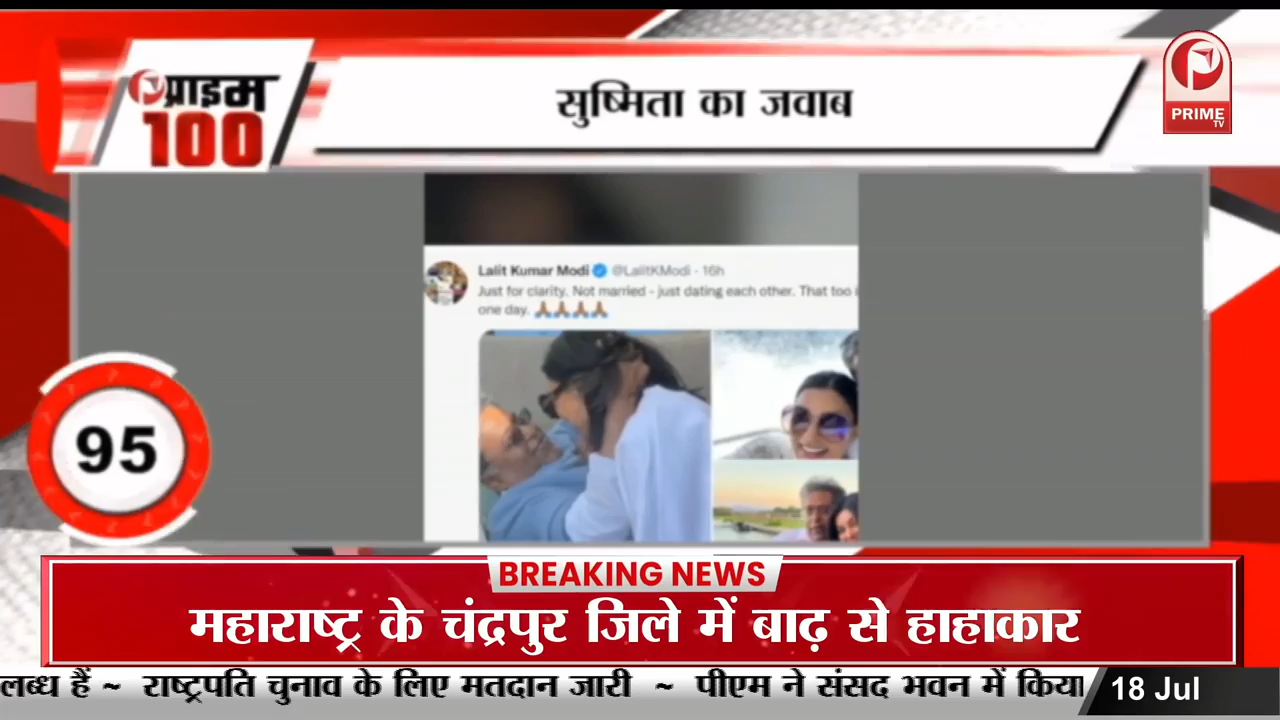 प्राइम
100
सुष्मिता का जवाब
PRIME
TV
Lalit Kumar Modi @LalitKModi · 16h
Just for clarity. Not married - just dating each other. That too
one day. 🙏🏾🙏🏾🙏🏾🙏🏾
95
BREAKING NEWS
महाराष्ट्र के चंद्रपुर जिले में बाढ़ से हाहाकार
लब्ध हैं ~ राष्ट्रपति चुनाव के लिए मतदान जारी ~ पीएम ने संसद भवन में किया
18 Jul